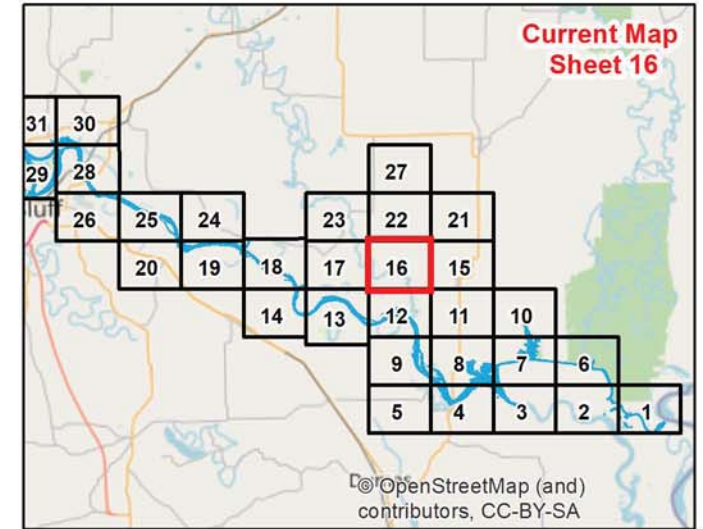 Current Map
Sheet 16
31 30
29 28 27
luff 26 25 24 23 22 21
20 19 18 17 16 15
14 13 12 11 10
9 8 7 6
5 4 3 2 1
© OpenStreetMap (and)
contributors, CC-BY-SA